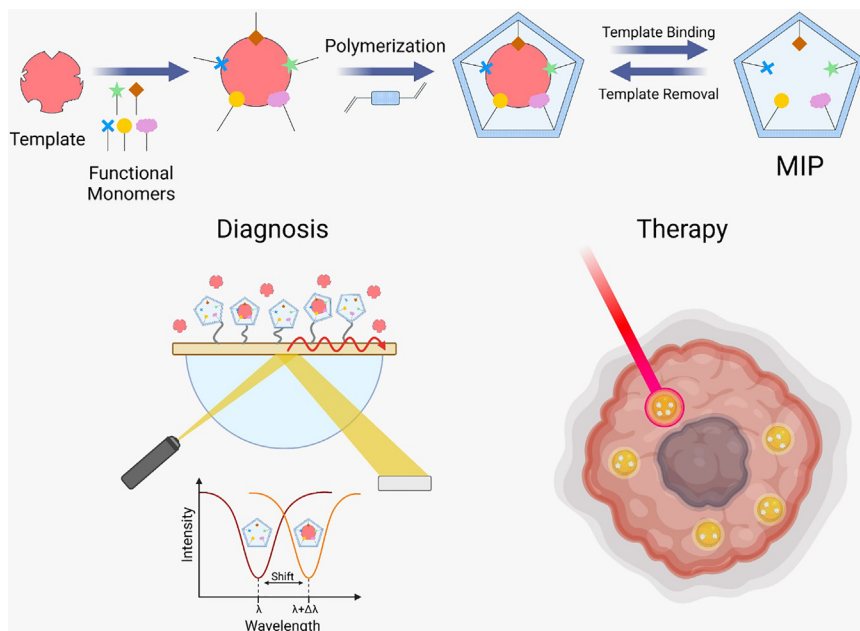 Template
Functional
Monomers
Polymerization
Template Binding
Template Removal
MIP
Diagnosis
Therapy
Intensity
Shift
λ
λ+Δλ
Wavelength